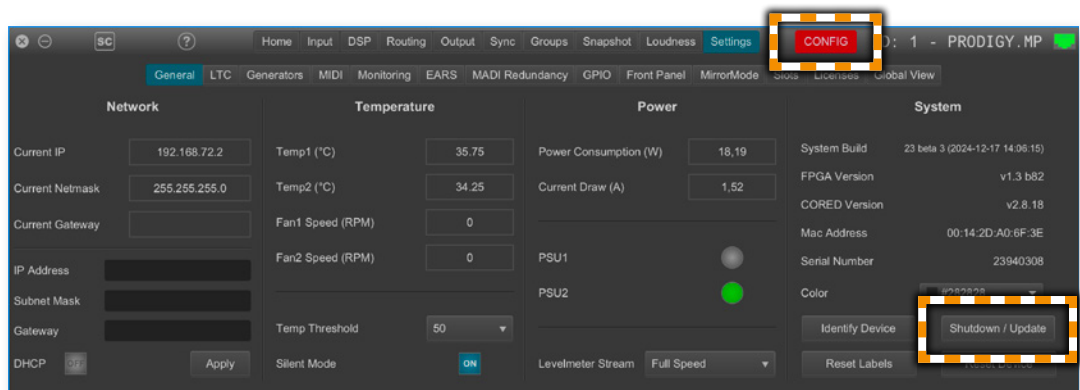 SC ? Home Input DSP Routing Output Sync Groups Snapshot Loudness Settings CONFIG D: 1 - PRODIGY.MP
General LTC Generators MIDI Monitoring EARS MADI Redundancy GPIO Front Panel MirrorMode Slots Licenses Global View
Network Temperature Power System
Current IP 192.168.72.2 Temp1 (°C) 35.75 Power Consumption (W) 18,19 System Build 23 beta 3 (2024-12-17 14:06:15)
Current Netmask 255.255.255.0 Temp2 (°C) 34.25 Current Draw (A) 1,52 FPGA Version v1.3 b82
CORED Version v2.8.18
Current Gateway Fan1 Speed (RPM) 0 Mac Address 00:14:2D:A0:6F:3E
IP Address Fan2 Speed (RPM) 0 PSU1 Serial Number 23940308
Subnet Mask PSU2 Color #282828
Gateway Temp Threshold 50 Identify Device Shutdown / Update
DHCP OFF Apply Silent Mode ON Levelmeter Stream Full Speed Reset Labels Reset Device